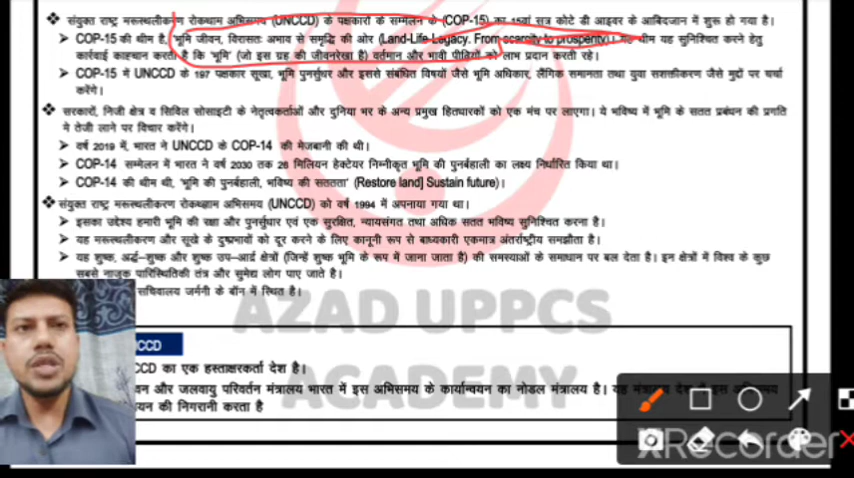 ❖ संयुक्त राष्ट्र मरूस्थलीकरण रोकथाम अभिसमय (UNCCD) के पक्षकारों के सम्मेलन के (COP-15) का 15वां सत्र कोटे डी आइवर के आबिदजान में शुरू हो गया है।
➤ COP-15 की थीम है, 'भूमि जीवन, विरासतः अभाव से समृद्धि की ओर (Land-Life-Legacy. From scarcity to prosperity)। यह थीम यह सुनिश्चित करने हेतु
कार्रवाई काह्चान करती है कि 'भूमि' (जो इस ग्रह की जीवनरेखा है) वर्तमान और भावी पीढ़ियों को लाभ प्रदान करती रहे।
➤ COP-15 में UNCCD के 197 पक्षकार सूखा, भूमि पुनर्सुधर और इससे संबंधित विषयों जैसे भूमि अधिकार, लैंगिक समानता तथा युवा सशक्तीकरण जैसे मुद्दों पर चर्चा
करेंगे।
❖ सरकारों, निजी क्षेत्र व सिविल सोसाइटी के नेतृत्वकर्ताओं और दुनिया भर के अन्य प्रमुख हितधारकों को एक मंच पर लाएगा। ये भविष्य में भूमि के सतत प्रबंधन की प्रगति
मे तेजी लाने पर विचार करेंगे।
➤ वर्ष 2019 में, भारत ने UNCCD के COP-14 की मेजबानी की थी।
➤ COP-14 सम्मेलन में भारत ने वर्ष 2030 तक 26 मिलियन हेक्टेयर निम्नीकृत भूमि की पुनर्बहाली का लक्ष्य निर्धारित किया था।
➤ COP-14 की थीम थी, 'भूमि की पुनर्बहाली, भविष्य की सततता' (Restore land] Sustain future)।
❖ संयुक्त राष्ट्र मरूस्थलीकरण रोकथाम अभिसमय (UNCCD) को वर्ष 1994 में अपनाया गया था।
➤ इसका उद्देश्य हमारी भूमि की रक्षा और पुनर्सुधार एवं एक सुरक्षित, न्यायसंगत तथा अधिक सतत भविष्य सुनिश्चित करना है।
➤ यह मरूस्थलीकरण और सूखे के दुष्प्रभावों को दूर करने के लिए कानूनी रूप से बाध्यकारी एकमात्र अंतर्राष्ट्रीय समझौता है।
➤ यह शुष्क, अर्द्ध-शुष्क और शुष्क उप-आर्द्र क्षेत्रों (जिन्हें शुष्क भूमि के रूप में जाना जाता है) की समस्याओं के समाधान पर बल देता है। इन क्षेत्रों में विश्व के कुछ
सबसे नाजुक पारिस्थितिकी तंत्र और सुमेद्य लोग पाए जाते है।
सचिवालय जर्मनी के बॉन में स्थित है।
AZAD UPPCS
ACADEMY
CCD का एक हस्ताक्षरकर्ता देश है।
और जलवायु परिवर्तन मंत्रालय भारत में इस अभिसमय के कार्यान्वयन का नोडल मंत्रालय है। यह
की निगरानी करता है
XRecorder